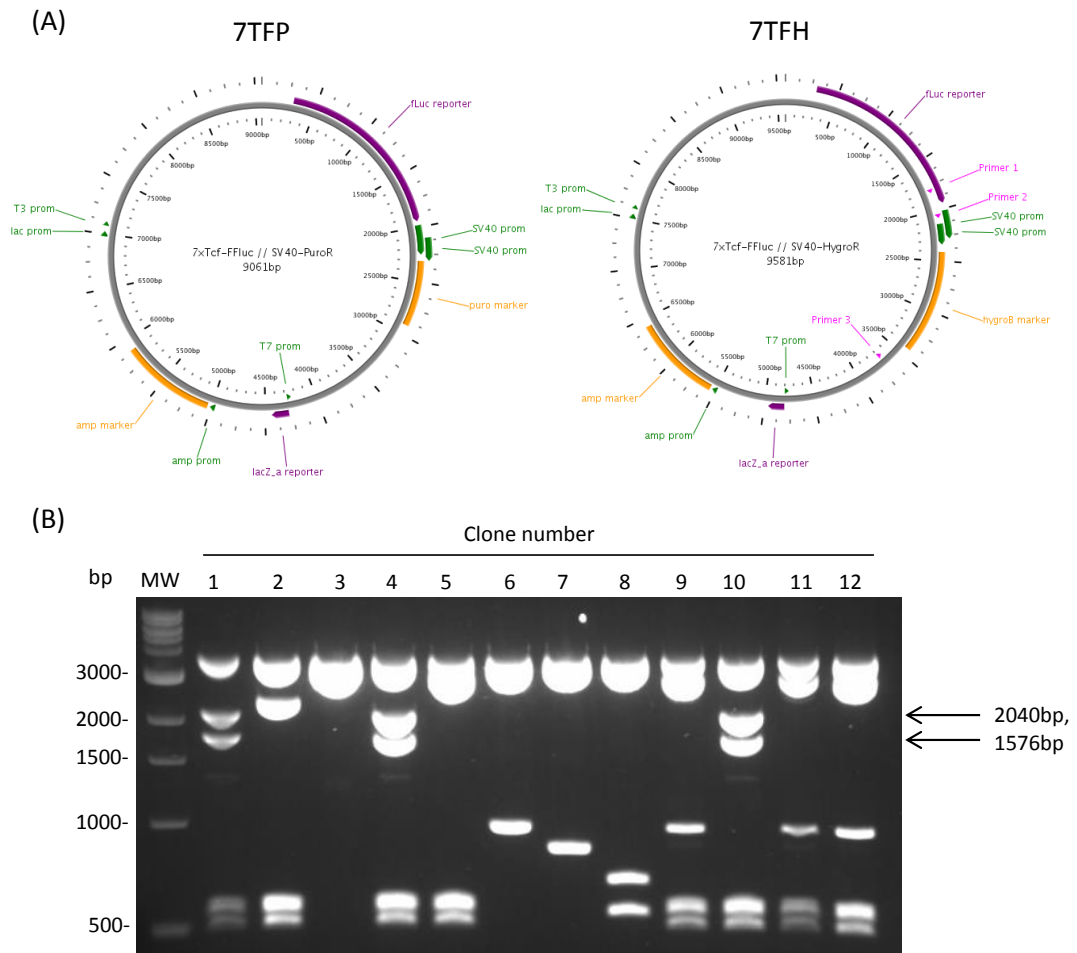 (A)
7TFP
7TFH
fLuc reporter
9000bp
500bp
1000bp
1500bp
2000bp
2500bp
3000bp
3500bp
4000bp
4500bp
5000bp
5500bp
6000bp
6500bp
7000bp
7500bp
8000bp
8500bp
T3 prom
lac prom
7xTcf-FFluc // SV40-PuroR
9061bp
SV40 prom
SV40 prom
puro marker
T7 prom
amp marker
amp prom
lacZ_a reporter
fLuc reporter
9500bp
500bp
1000bp
1500bp
2000bp
2500bp
3000bp
3500bp
4000bp
4500bp
5000bp
5500bp
6000bp
6500bp
7000bp
7500bp
8000bp
8500bp
9000bp
Primer 1
Primer 2
T3 prom
lac prom
7xTcf-FFluc // SV40-HygroR
9581bp
SV40 prom
SV40 prom
hygroB marker
Primer 3
T7 prom
amp marker
amp prom
lacZ_a reporter
(B)
Clone number
bp MW 1 2 3 4 5 6 7 8 9 10 11 12
3000-
2000-
1500-
1000-
500-
2040bp,
1576bp